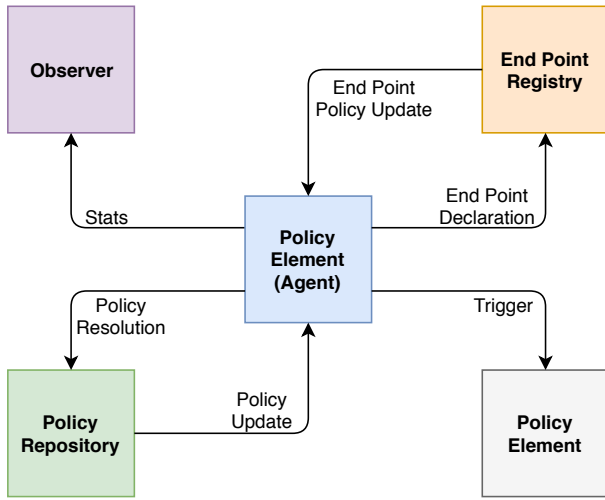 Observer
End Point
Registry
End Point
Policy Update
Stats
End Point
Declaration
Policy
Element
(Agent)
Policy
Resolution
Trigger
Policy
Repository
Policy
Update
Policy
Element